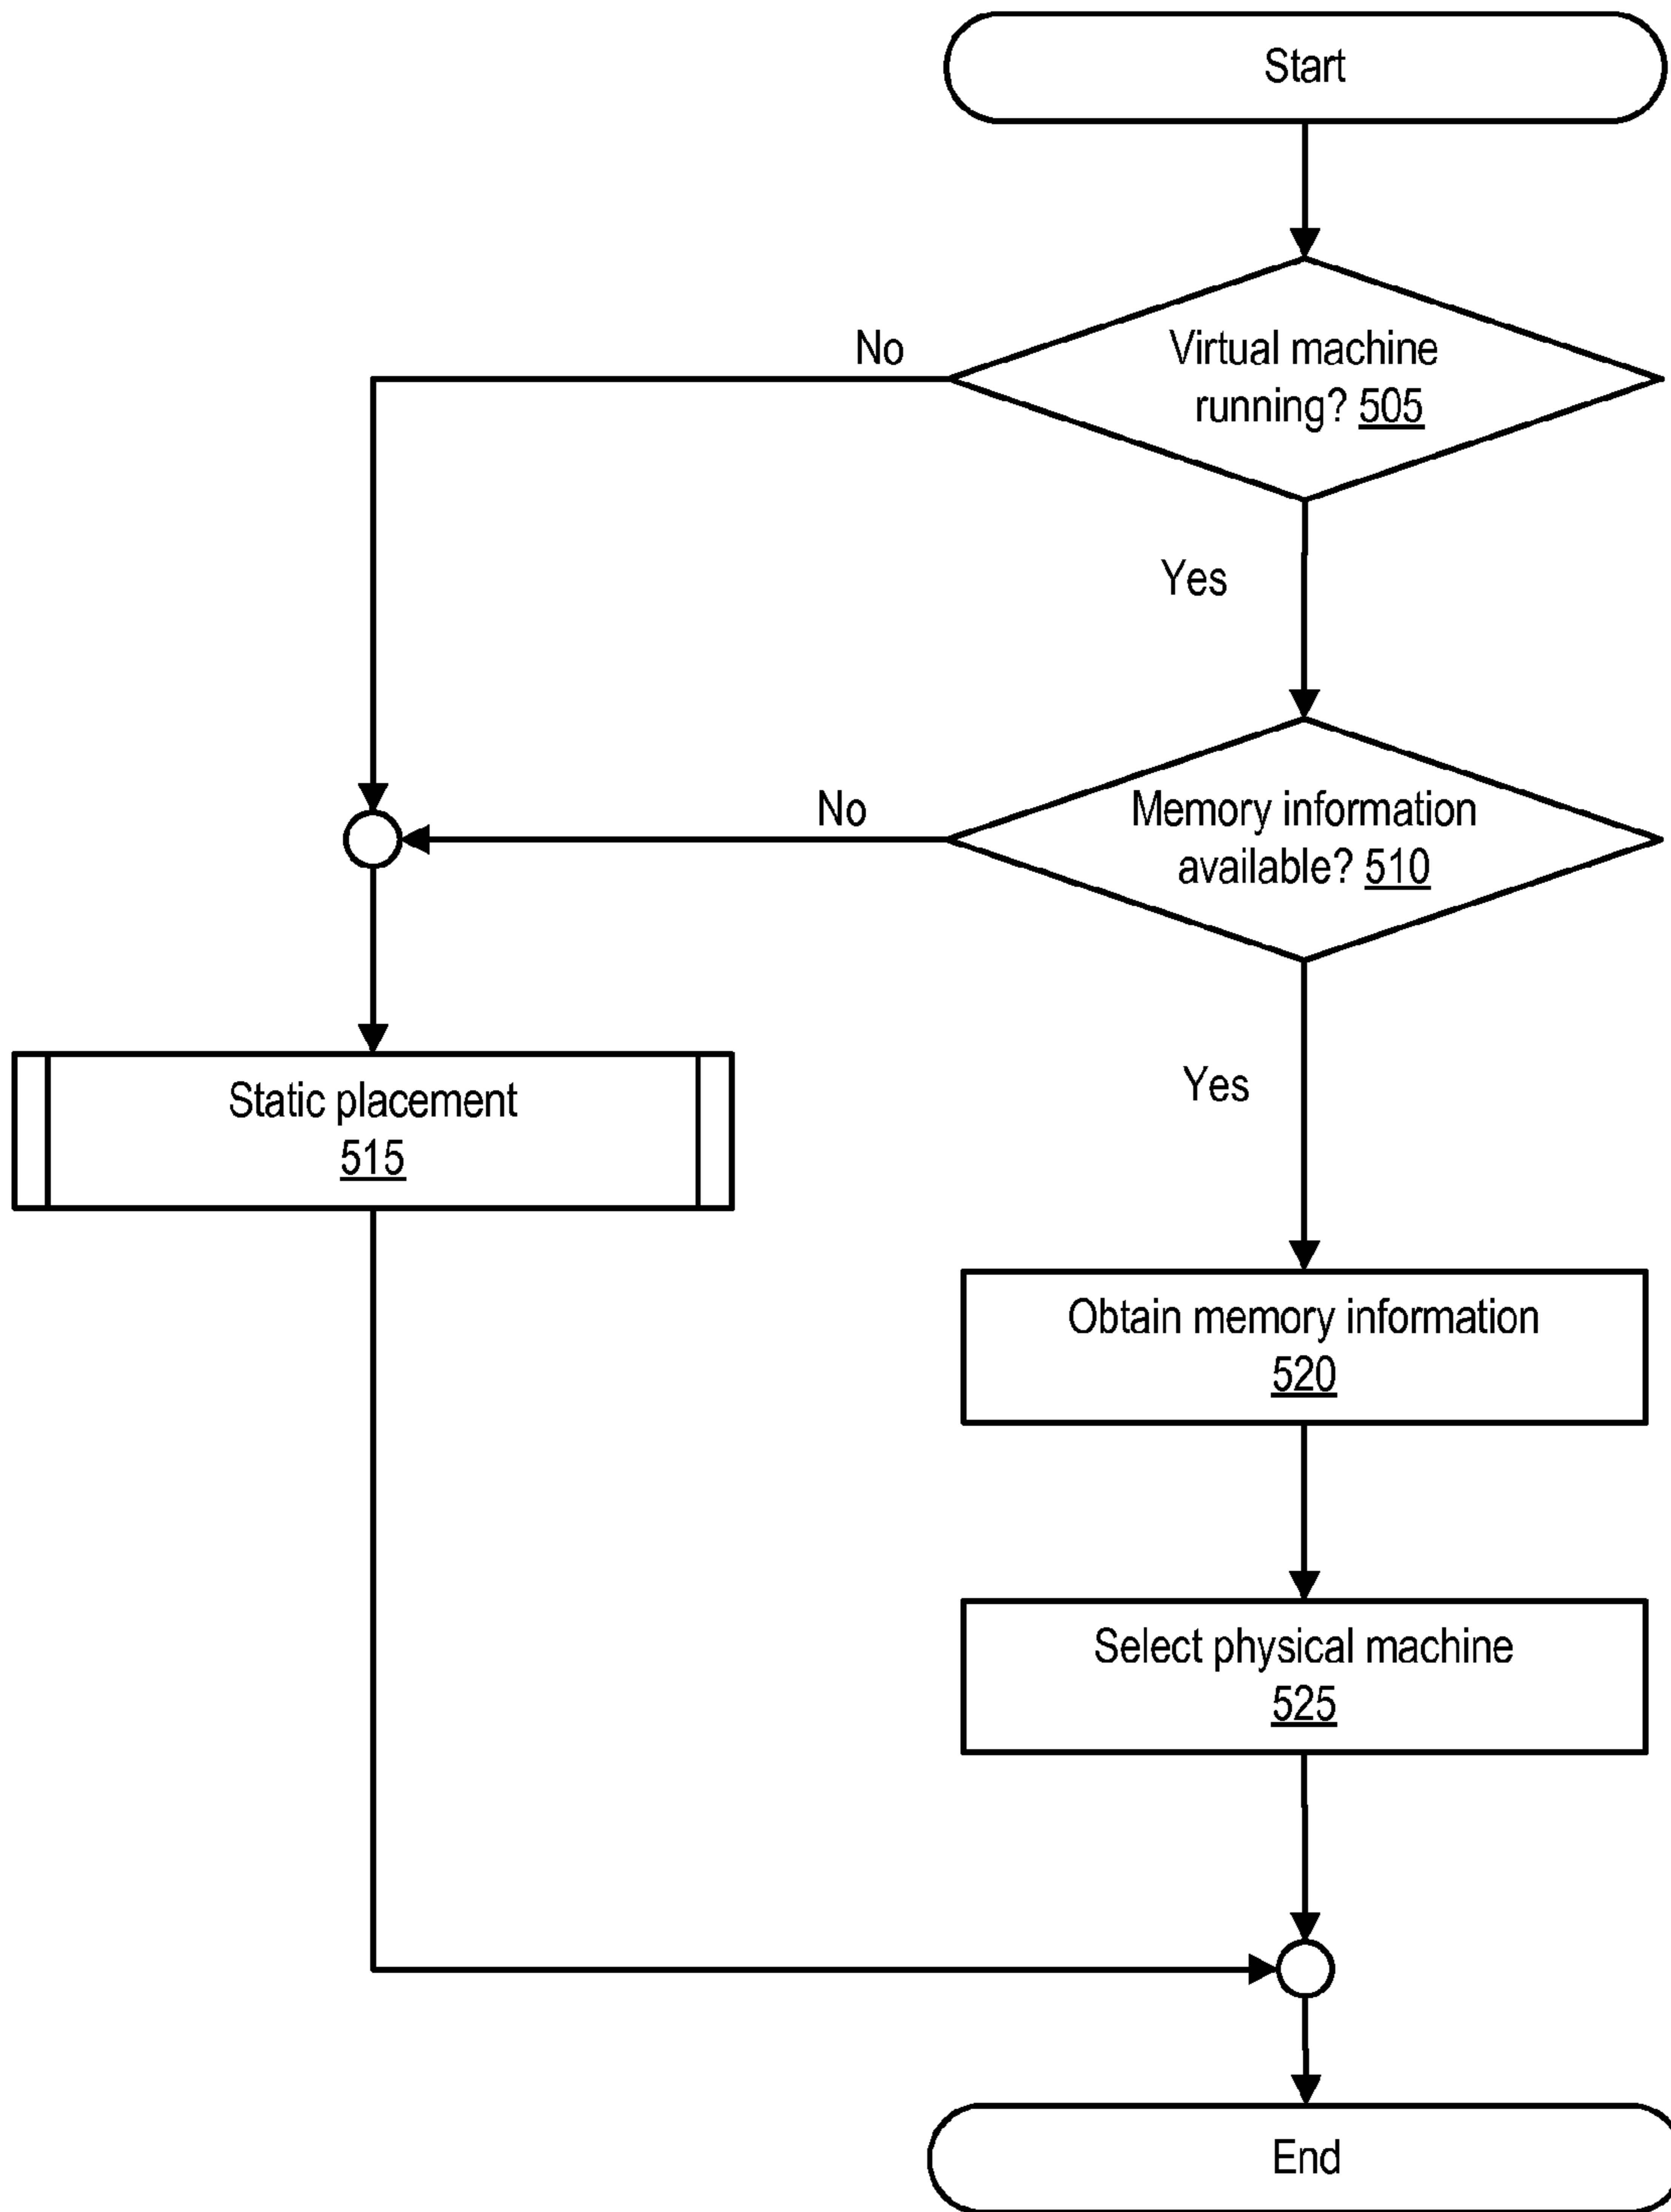 Start
No
Virtual machine
running? 505
Yes
No
Memory information
available? 510
Static placement
515
Yes
Obtain memory information
520
Select physical machine
525
End